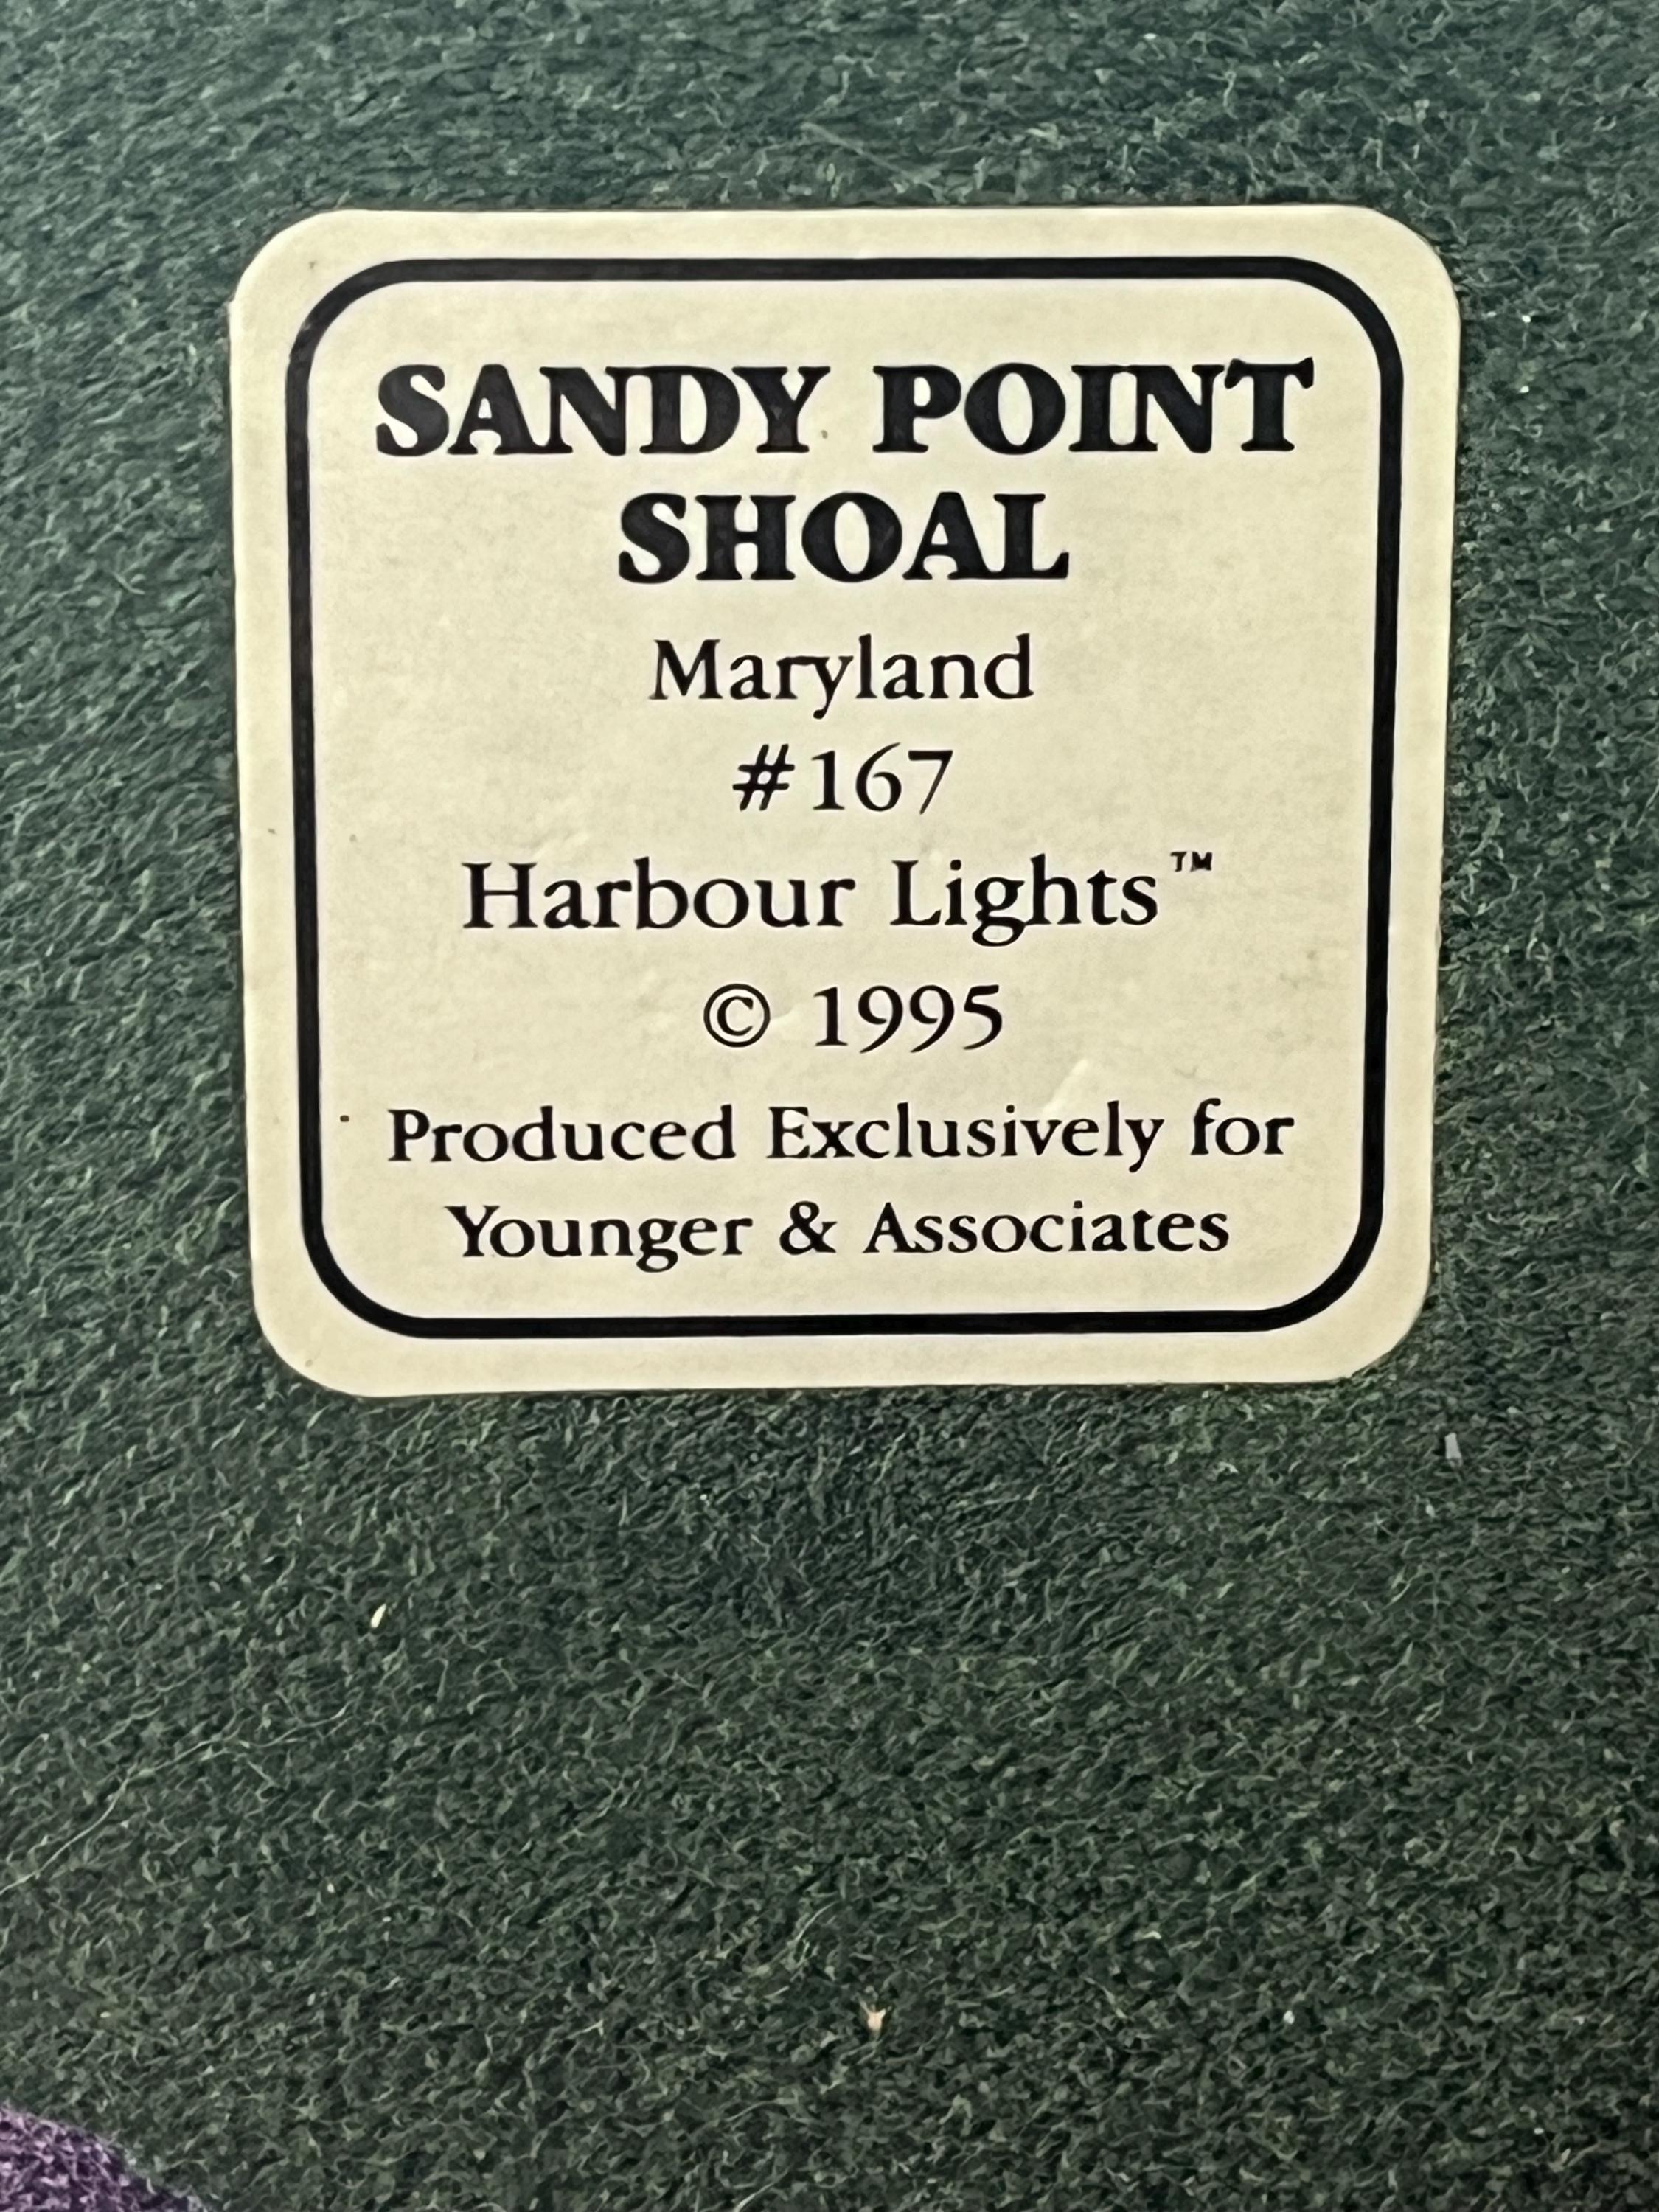 SANDY POINT
SHOAL
Maryland
#167
Harbour Lights™
© 1995
Produced Exclusively for
Younger & Associates